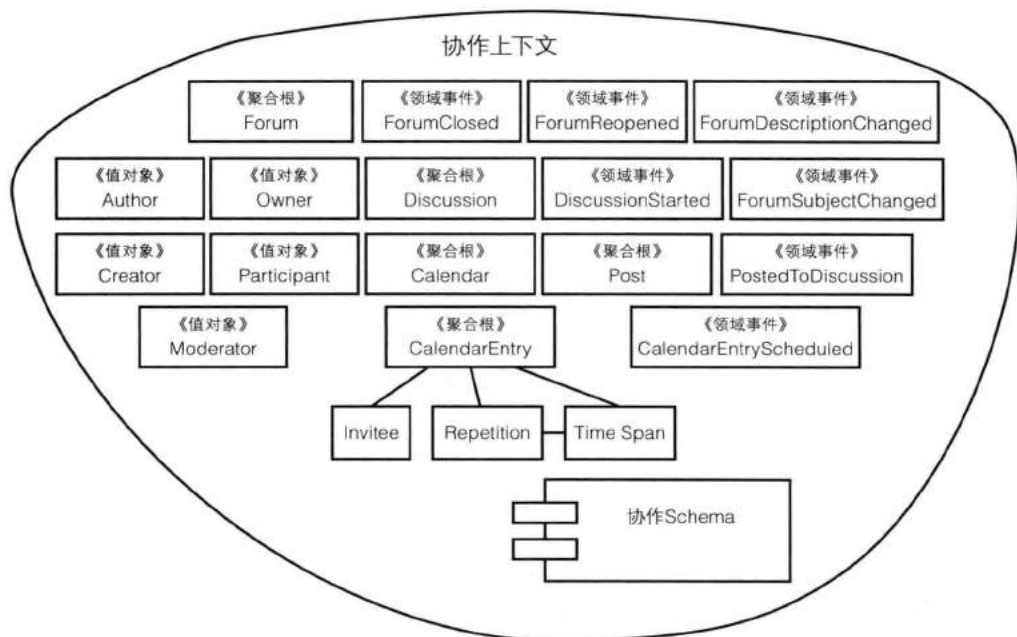 协作上下文
《聚合根》
Forum
《领域事件》
ForumClosed
《领域事件》
ForumReopened
《领域事件》
ForumDescriptionChanged
《值对象》
Author
《值对象》
Owner
《聚合根》
Discussion
《领域事件》
DiscussionStarted
《领域事件》
ForumSubjectChanged
《值对象》
Creator
《值对象》
Participant
《聚合根》
Calendar
《聚合根》
Post
《领域事件》
PostedToDiscussion
《值对象》
Moderator
《聚合根》
CalendarEntry
《领域事件》
CalendarEntryScheduled
Invitee
Repetition
Time Span
协作Schema